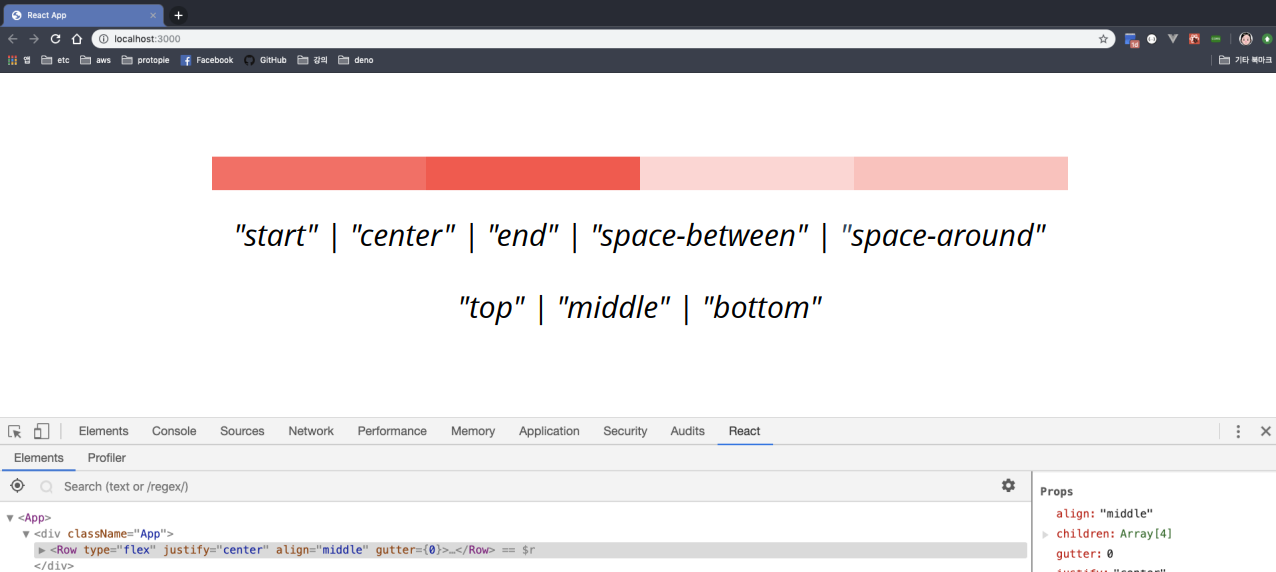 React App
localhost:3000
앱 etc aws protopie Facebook GitHub 강의 deno 기타 북마크
"start" | "center" | "end" | "space-between" | "space-around"
"top" | "middle" | "bottom"
Elements Console Sources Network Performance Memory Application Security Audits React
Elements Profiler
Search (text or /regex/)
Props
<App>
align: "middle"
<div className="App">
children: Array[4]
<Row type="flex" justify="center" align="middle" gutter={0}>…</Row> == $r
gutter: 0
</div>
justify: "center"